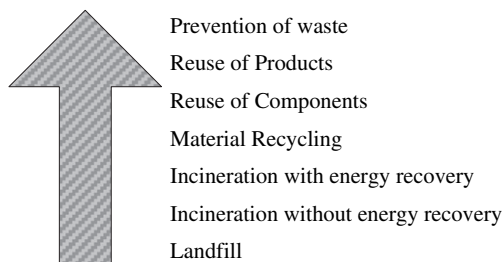 Prevention of waste
Reuse of Products
Reuse of Components
Material Recycling
Incineration with energy recovery
Incineration without energy recovery
Landfill